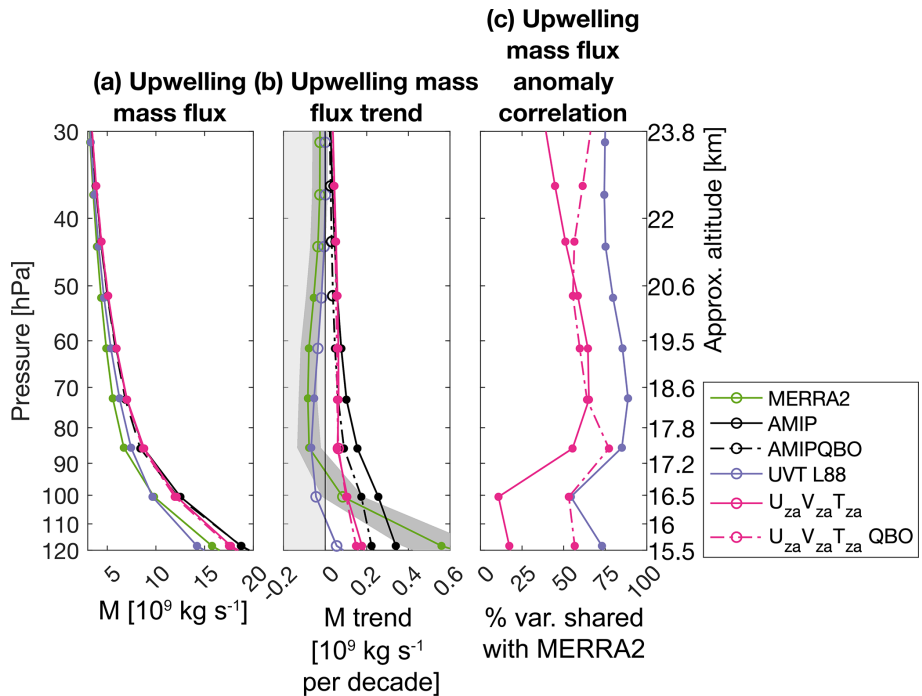 (c) Upwelling
mass flux
anomaly
correlation
(a) Upwelling
mass flux
(b) Upwelling mass
flux trend
Pressure [hPa]
30
40
50
60
70
80
90
100
110
120
5
10
15
20
M [10⁹ kg s⁻¹]
-0.2
0
0.2
0.4
0.6
M trend
[10⁹ kg s⁻¹
per decade]
0
25
50
75
100
% var. shared
with MERRA2
23.8
22
20.6
19.5
18.6
17.8
17.2
16.5
16
15.5
Approx. altitude [km]
MERRA2
AMIP
AMIPQBO
UVT L88
UzaVzaTza
UzaVzaTza QBO